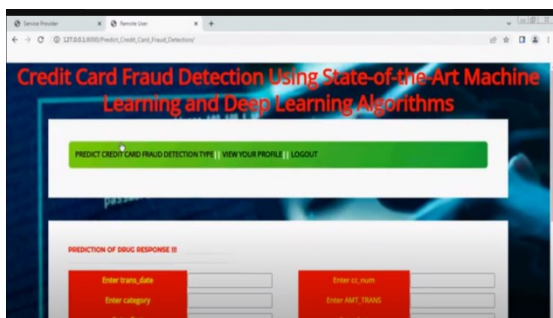 Service Provider
Remote User
127.0.0.1:8000/Predict_Credit_Card_Fraud_Detection/
Credit Card Fraud Detection Using State-of-the-Art Machine
Learning and Deep Learning Algorithms
PREDICT CREDIT CARD FRAUD DETECTION TYPE || VIEW YOUR PROFILE || LOGOUT
PREDICTION OF DRUG RESPONSE !!!
Enter trans_date Enter cc_num
Enter category Enter AMT_TRANS